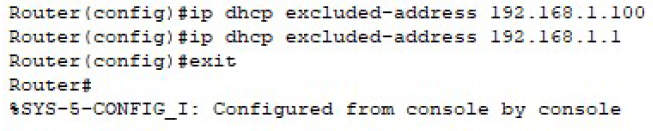 Router(config)#ip dhcp excluded-address 192.168.1.100
Router(config)#ip dhcp excluded-address 192.168.1.1
Router(config)#exit
Router#
%SYS-5-CONFIG_I: Configured from console by console